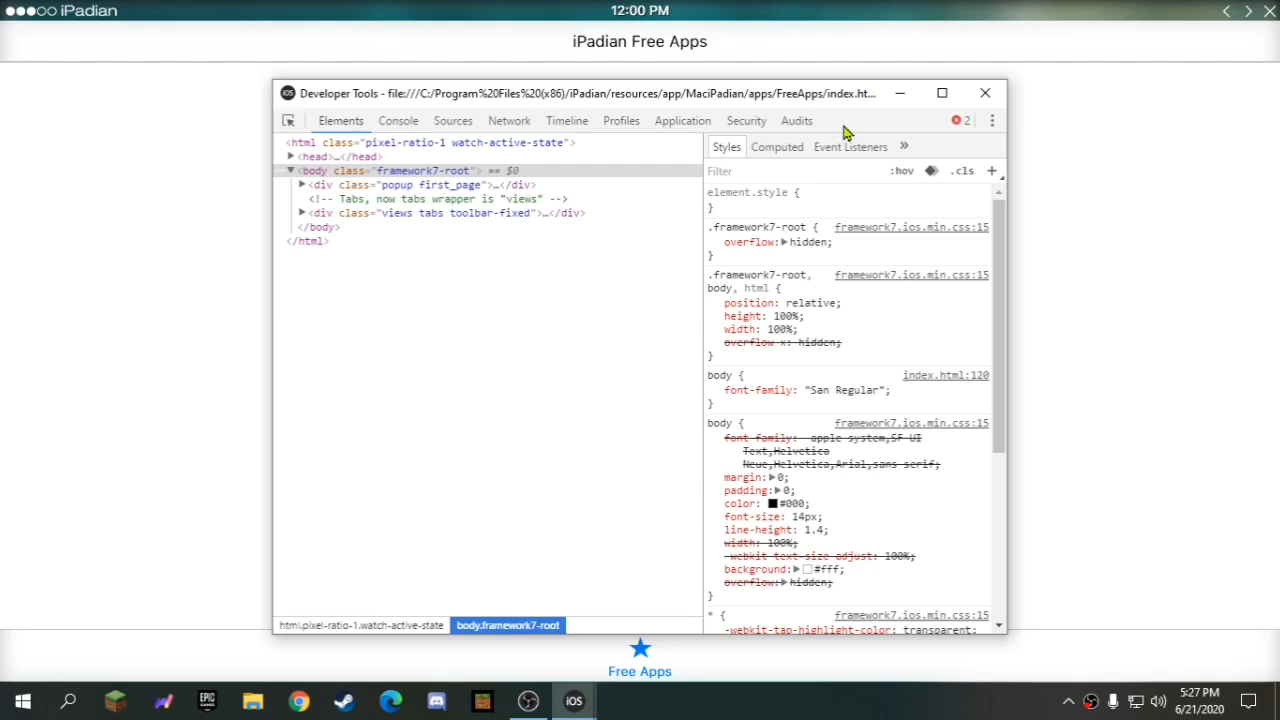 iPadian
12:00 PM
iPadian Free Apps
Developer Tools - file:///C:/Program%20Files%20(x86)/iPadian/resources/app/MaciPadian/apps/FreeApps/index.ht...
Elements Console Sources Network Timeline Profiles Application Security Audits 2
<html class="pixel-ratio-1 watch-active-state">
<head>…</head>
<body class="framework7-root"> == $0
<div class="popup first_page">…</div>
<!-- Tabs, now tabs wrapper is "views" -->
<div class="views tabs toolbar-fixed">…</div>
</body>
</html>
html.pixel-ratio-1.watch-active-state body.framework7-root
Styles Computed Event Listeners »
Filter :hov .cls +
element.style {
}
.framework7-root { framework7.ios.min.css:15
overflow: hidden;
}
.framework7-root, framework7.ios.min.css:15
body, html {
position: relative;
height: 100%;
width: 100%;
overflow-x: hidden;
}
body { index.html:120
font-family: "San Regular";
}
body { framework7.ios.min.css:15
font-family: -apple-system,SF UI
Text,Helvetica
Neue,Helvetica,Arial,sans-serif;
margin: 0;
padding: 0;
color: #000;
font-size: 14px;
line-height: 1.4;
width: 100%;
-webkit-text-size-adjust: 100%;
background: #fff;
overflow: hidden;
}
* { framework7.ios.min.css:15
-webkit-tap-highlight-color: transparent;
Free Apps
EPIC GAMES
iOS
5:27 PM
6/21/2020